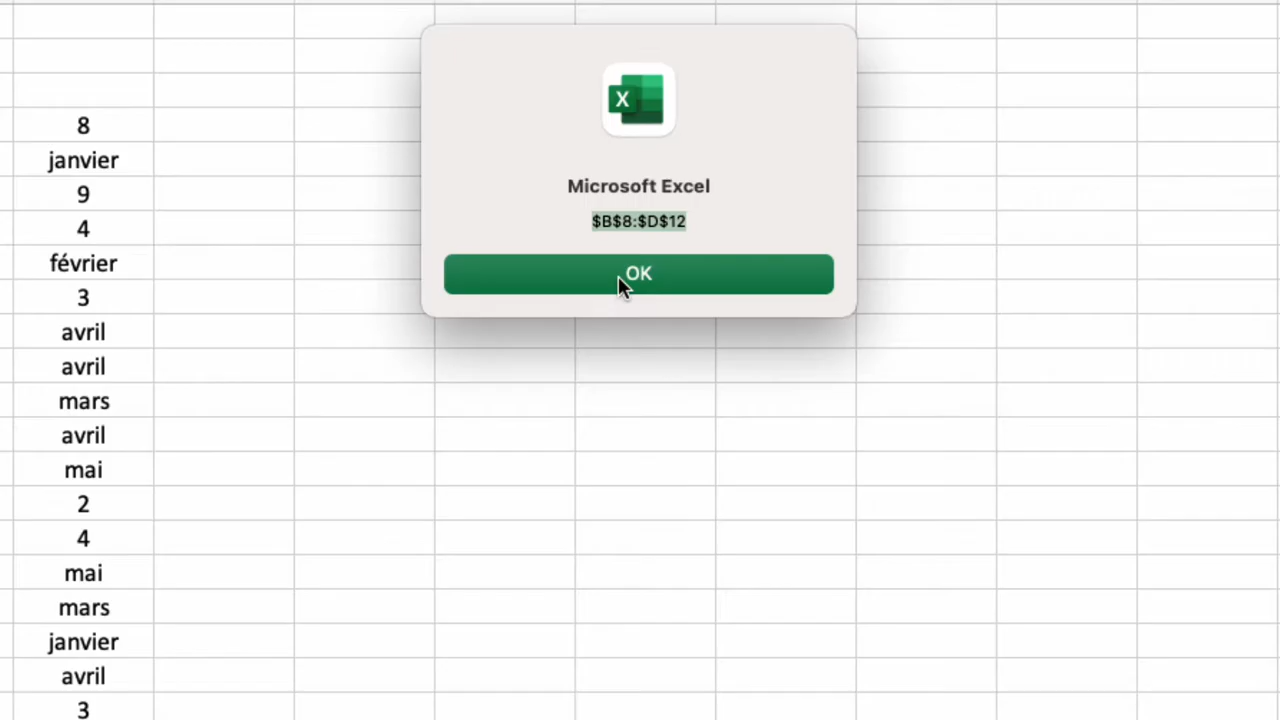 8
janvier
9
4
février
3
avril
avril
mars
avril
mai
2
4
mai
mars
janvier
avril
3
X
Microsoft Excel
$B$8:$D$12
OK